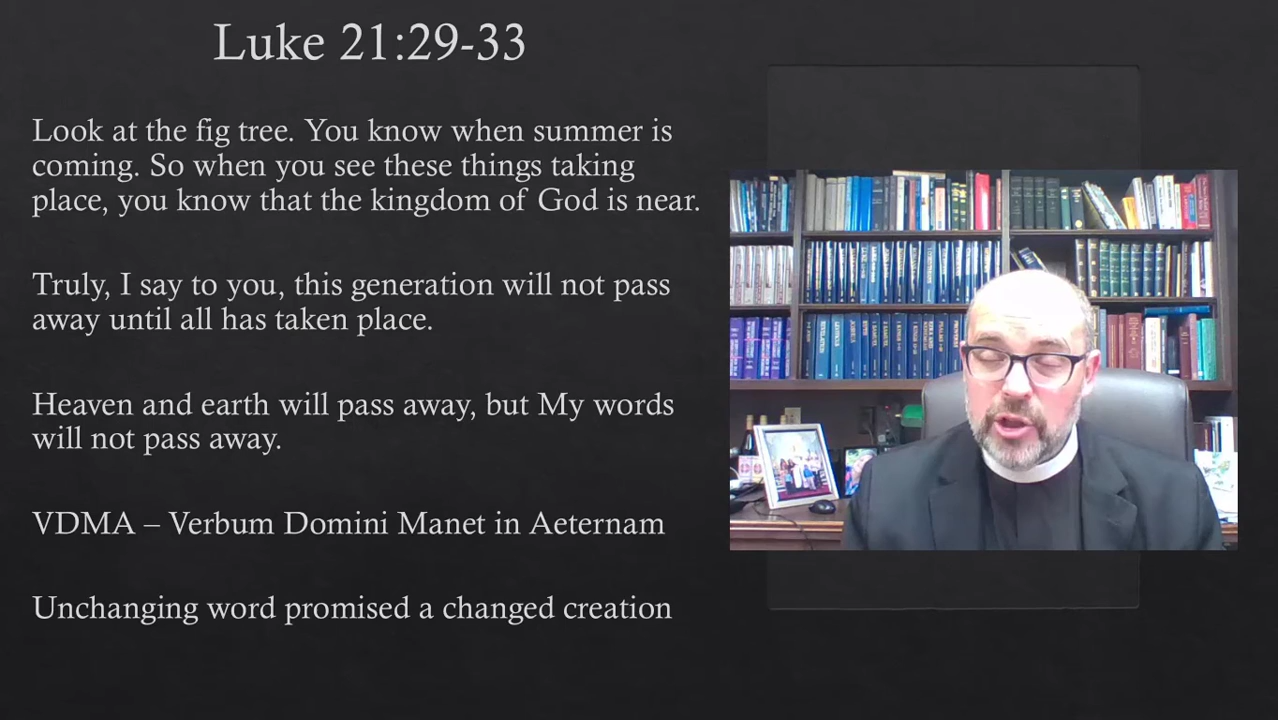 Luke 21:29-33
Look at the fig tree. You know when summer is
coming. So when you see these things taking
place, you know that the kingdom of God is near.
Truly, I say to you, this generation will not pass
away until all has taken place.
Heaven and earth will pass away, but My words
will not pass away.
VDMA – Verbum Domini Manet in Aeternam
Unchanging word promised a changed creation